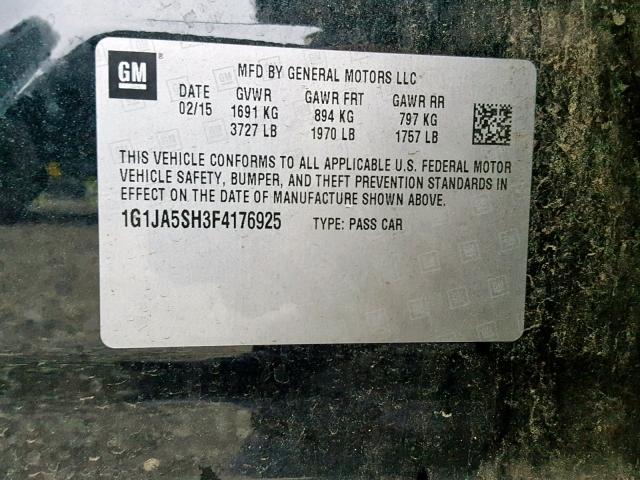 GM
MFD BY GENERAL MOTORS LLC
DATE GVWR GAWR FRT GAWR RR
02/15 1691 KG 894 KG 797 KG
3727 LB 1970 LB 1757 LB
THIS VEHICLE CONFORMS TO ALL APPLICABLE U.S. FEDERAL MOTOR
VEHICLE SAFETY, BUMPER, AND THEFT PREVENTION STANDARDS IN
EFFECT ON THE DATE OF MANUFACTURE SHOWN ABOVE.
1G1JA5SH3F4176925 TYPE: PASS CAR